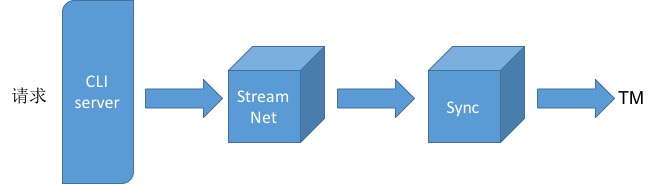 请求
CLI
server
Stream
Net
Sync
TM